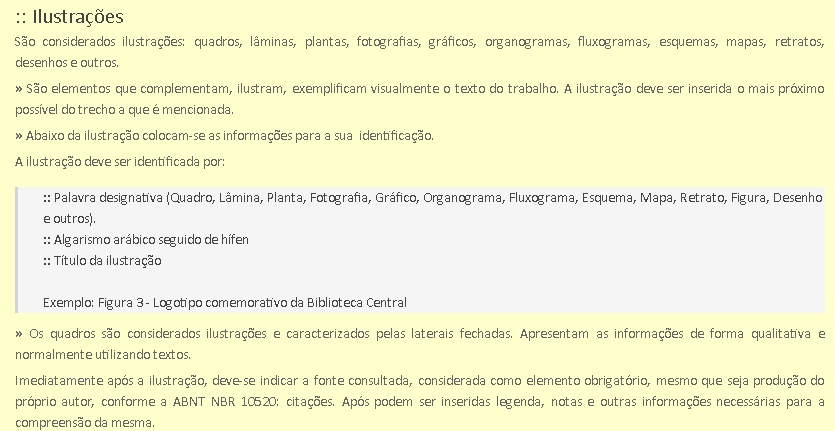 :: Ilustrações
São considerados ilustrações: quadros, lâminas, plantas, fotografias, gráficos, organogramas, fluxogramas, esquemas, mapas, retratos,
desenhos e outros.
» São elementos que complementam, ilustram, exemplificam visualmente o texto do trabalho. A ilustração deve ser inserida o mais próximo
possível do trecho a que é mencionada.
» Abaixo da ilustração colocam-se as informações para a sua identificação.
A ilustração deve ser identificada por:
:: Palavra designativa (Quadro, Lâmina, Planta, Fotografia, Gráfico, Organograma, Fluxograma, Esquema, Mapa, Retrato, Figura, Desenho
e outros).
:: Algarismo arábico seguido de hífen
:: Título da ilustração
Exemplo: Figura 3 - Logotipo comemorativo da Biblioteca Central
» Os quadros são considerados ilustrações e caracterizados pelas laterais fechadas. Apresentam as informações de forma qualitativa e
normalmente utilizando textos.
Imediatamente após a ilustração, deve-se indicar a fonte consultada, considerada como elemento obrigatório, mesmo que seja produção do
próprio autor, conforme a ABNT NBR 10520: citações. Após podem ser inseridas legenda, notas e outras informações necessárias para a
compreensão da mesma.